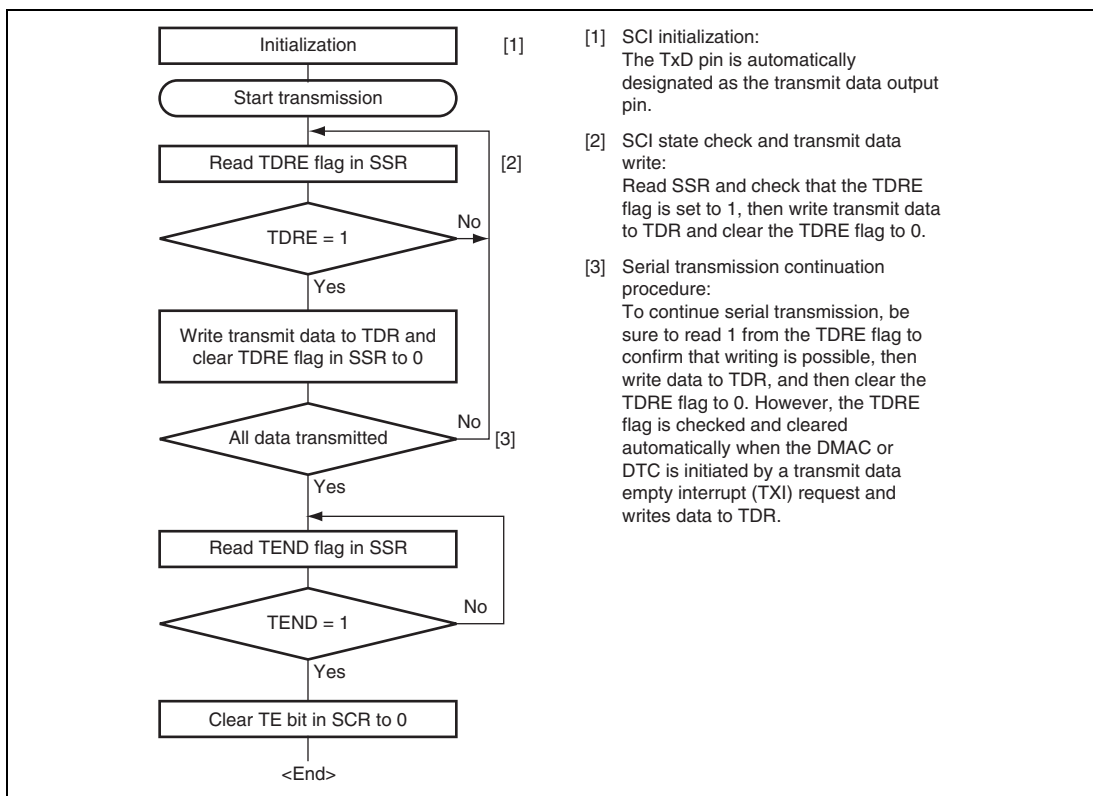 Initialization [1]
Start transmission
Read TDRE flag in SSR [2]
No
TDRE = 1
Yes
Write transmit data to TDR and
clear TDRE flag in SSR to 0
No
All data transmitted [3]
Yes
Read TEND flag in SSR
No
TEND = 1
Yes
Clear TE bit in SCR to 0
<End>
[1] SCI initialization:
The TxD pin is automatically
designated as the transmit data output
pin.
[2] SCI state check and transmit data
write:
Read SSR and check that the TDRE
flag is set to 1, then write transmit data
to TDR and clear the TDRE flag to 0.
[3] Serial transmission continuation
procedure:
To continue serial transmission, be
sure to read 1 from the TDRE flag to
confirm that writing is possible, then
write data to TDR, and then clear the
TDRE flag to 0. However, the TDRE
flag is checked and cleared
automatically when the DMAC or
DTC is initiated by a transmit data
empty interrupt (TXI) request and
writes data to TDR.